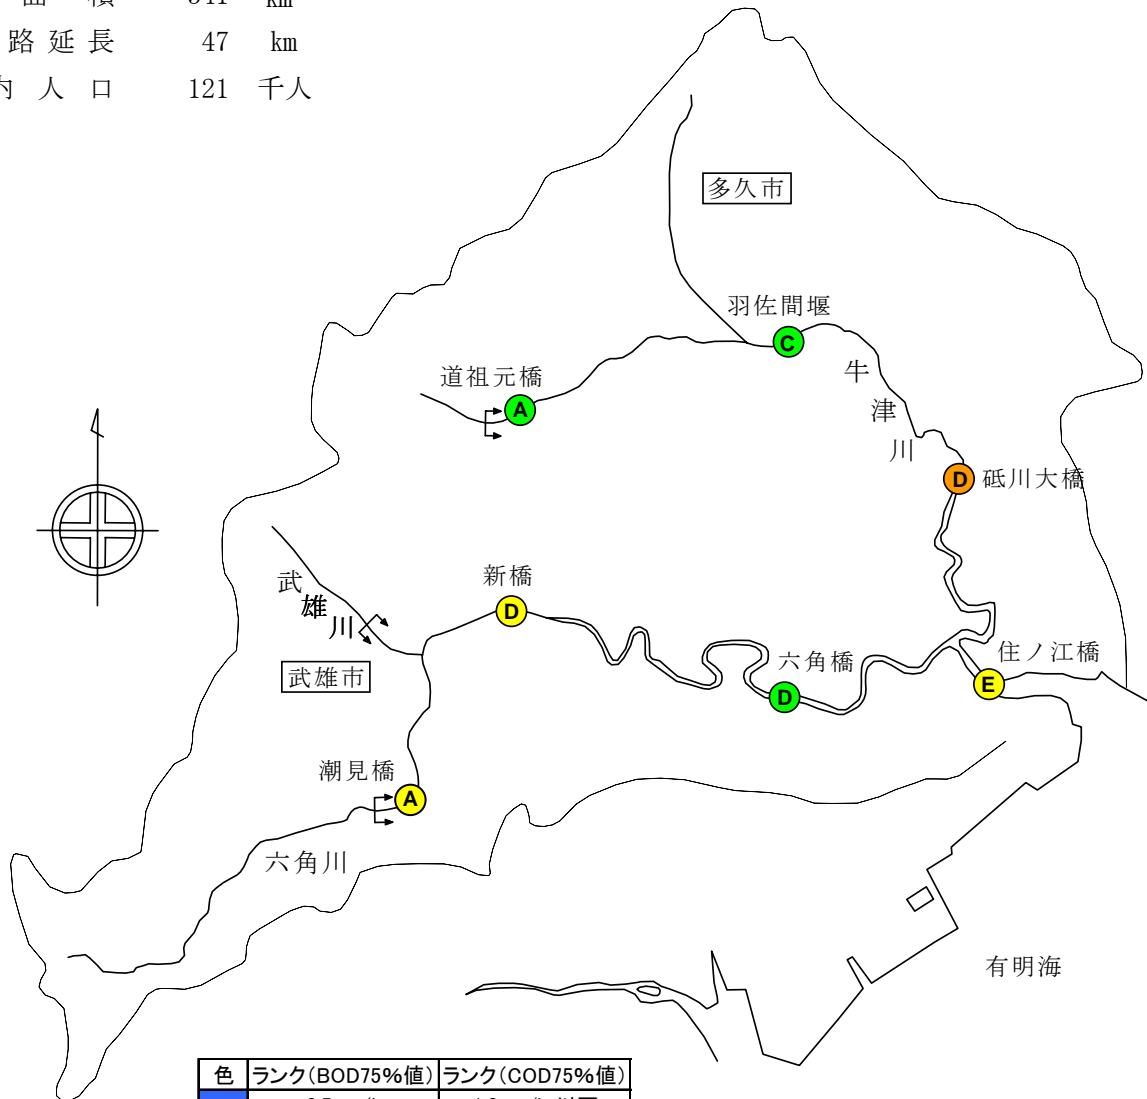 路延長 47 km
内人口 121 千人
多久市
羽佐間堰
C
道祖元橋
A
牛津川
D 砥川大橋
武雄川
新橋
D
武雄市
六角橋
D
住ノ江橋
E
潮見橋
A
六角川
有明海
色 ランク(BOD75%値) ランク(COD75%値)